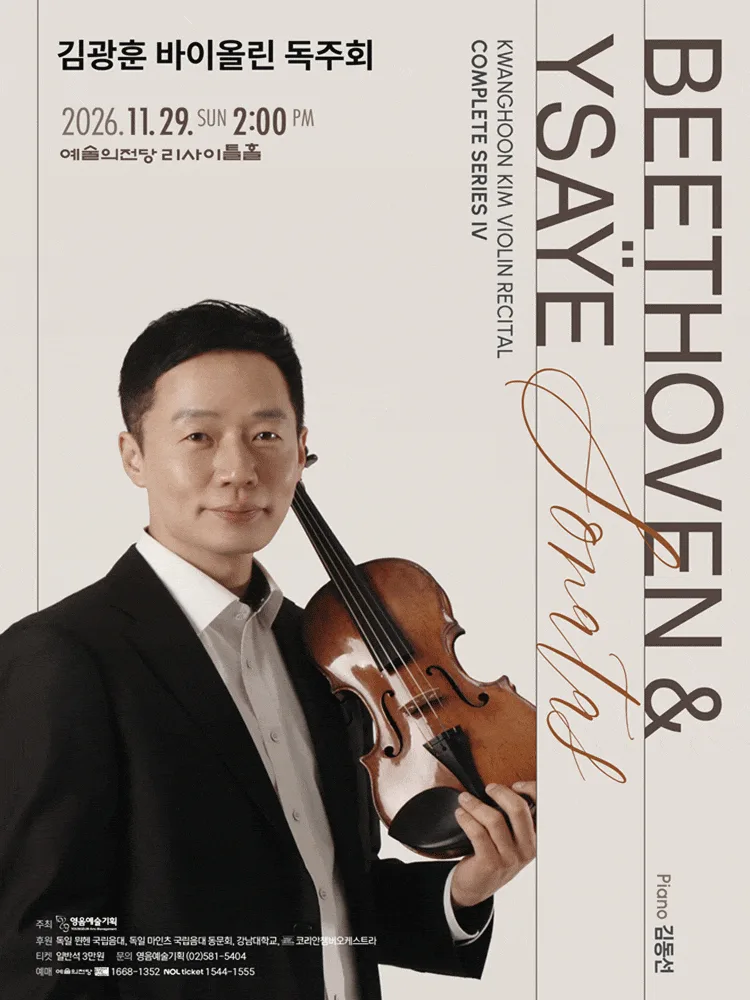 김광훈 바이올린 독주회
2026.11.29. SUN 2:00 PM
예술의전당 리사이틀홀
BEETHOVEN &
YSAŸE
Sonatas
KWANGHOON KIM VIOLIN RECITAL
COMPLETE SERIES IV
Piano 김동선
주최 영음예술기획
후원 독일 뮌헨 국립음대, 독일 마인츠 국립음대 동문회, 강남대학교, 코리안챔버오케스트라
티켓 일반석 3만원 문의 영음예술기획 (02)581-5404
예매 예술의전당 1668-1352 NOL ticket 1544-1555